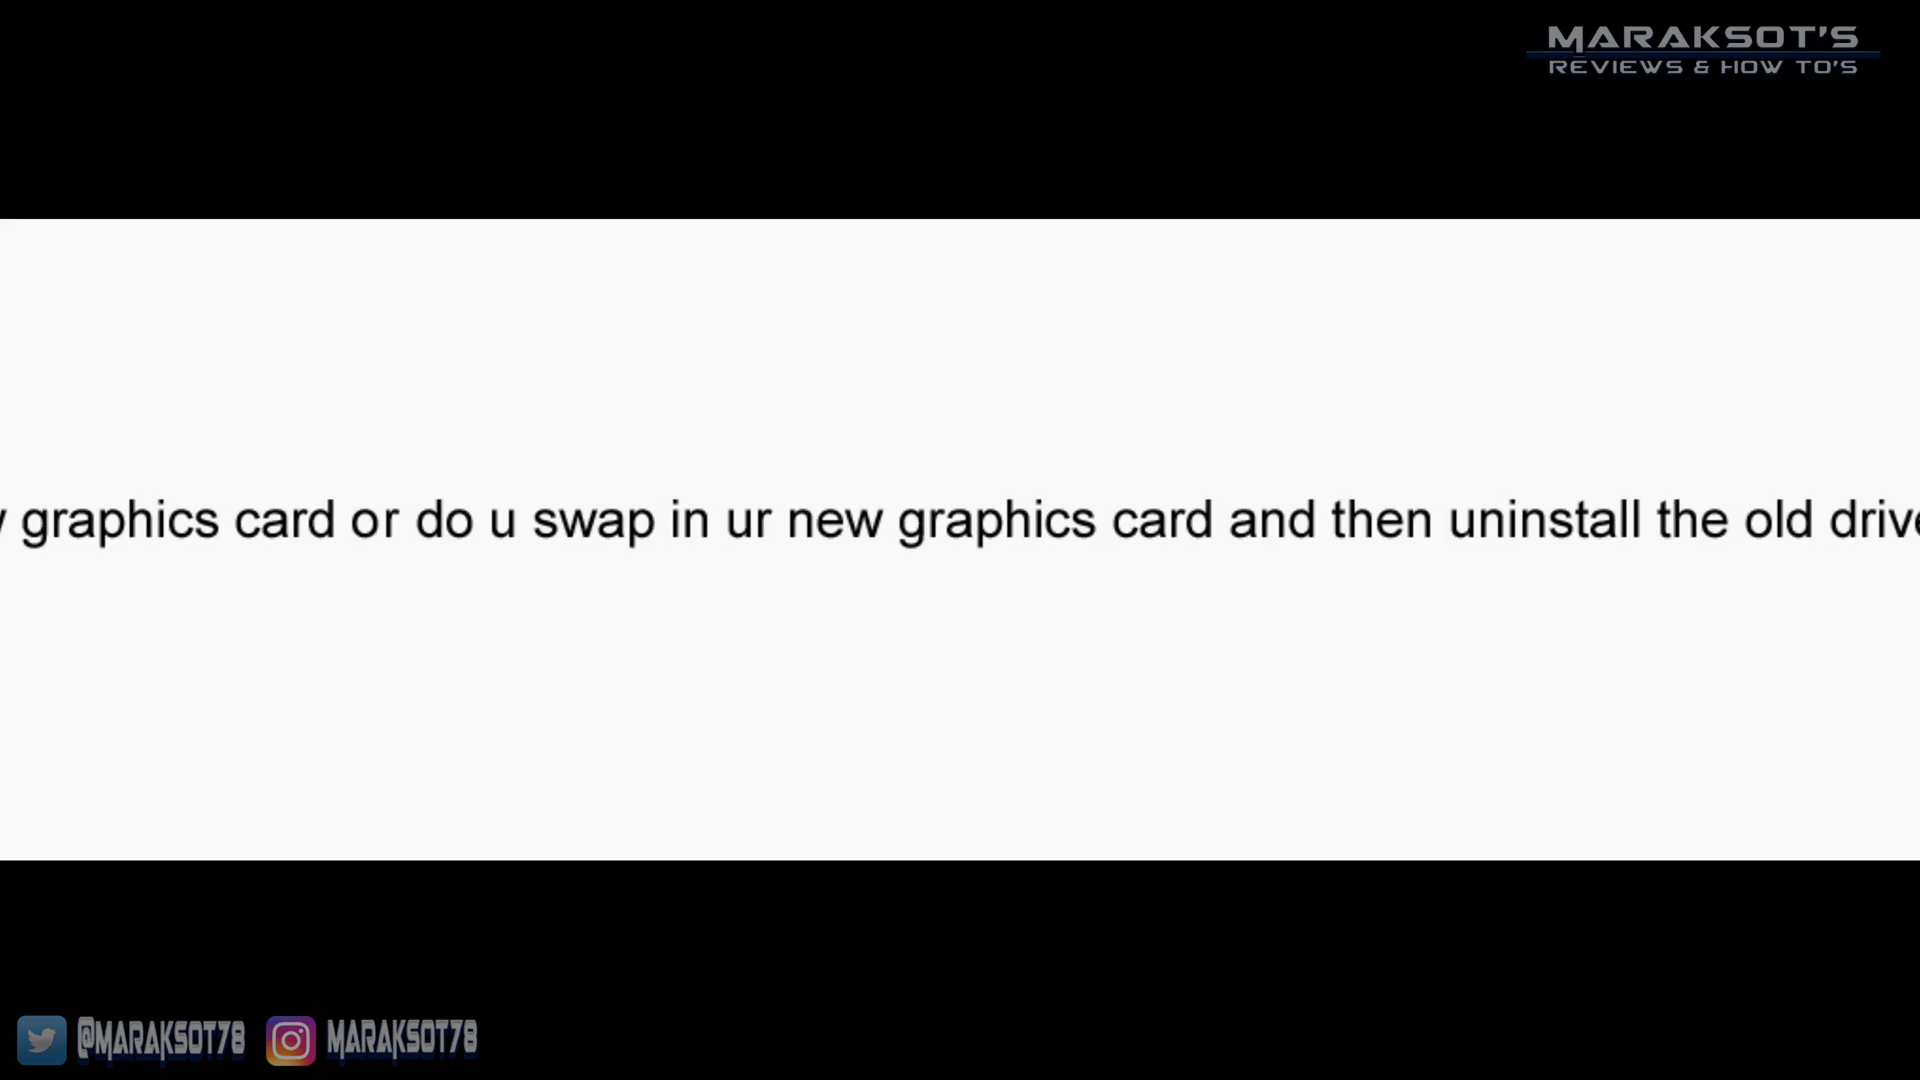 MARAKSOT'S
REVIEWS & HOW TO'S
graphics card or do u swap in ur new graphics card and then uninstall the old
@MARAKSOT78 MARAKSOT78